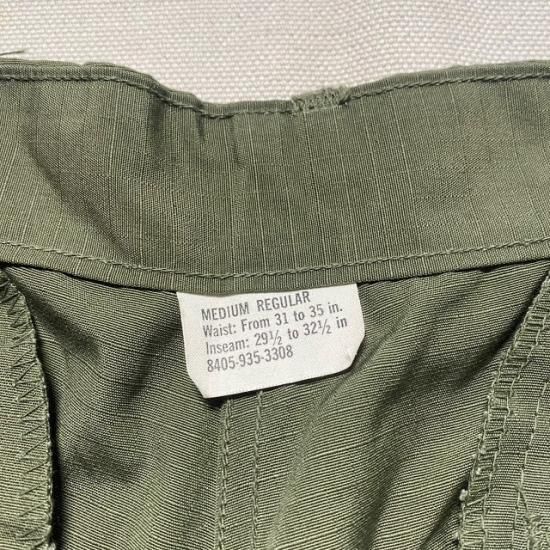 MEDIUM REGULAR
Waist: From 31 to 35 in.
Inseam: 29½ to 32½ in
8405-935-3308